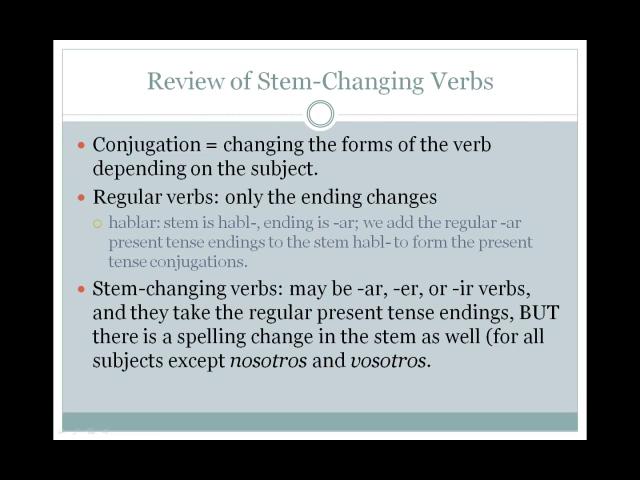 Review of Stem-Changing Verbs
Conjugation = changing the forms of the verb
depending on the subject.
Regular verbs: only the ending changes
hablar: stem is habl-, ending is -ar; we add the regular -ar
present tense endings to the stem habl- to form the present
tense conjugations.
Stem-changing verbs: may be -ar, -er, or -ir verbs,
and they take the regular present tense endings, BUT
there is a spelling change in the stem as well (for all
subjects except nosotros and vosotros.